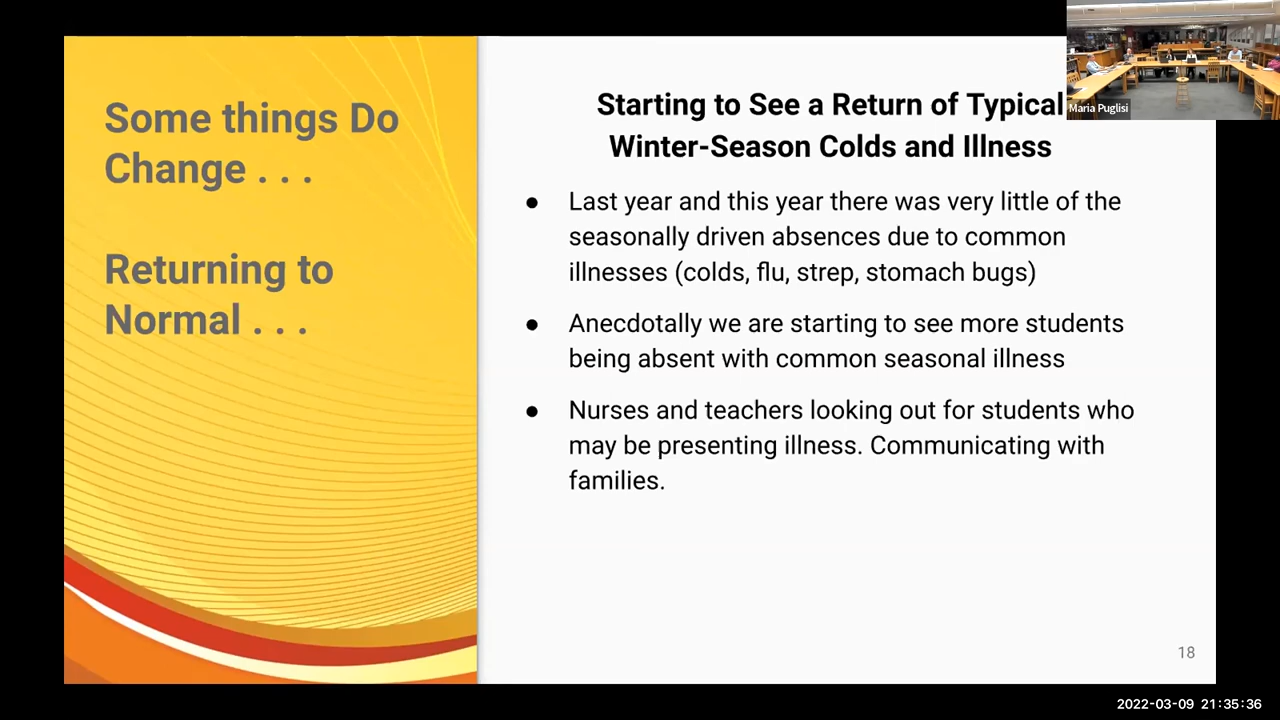 Some things Do
Change . . .
Returning to
Normal . . .
Starting to See a Return of Typical
Winter-Season Colds and Illness
● Last year and this year there was very little of the
seasonally driven absences due to common
illnesses (colds, flu, strep, stomach bugs)
● Anecdotally we are starting to see more students
being absent with common seasonal illness
● Nurses and teachers looking out for students who
may be presenting illness. Communicating with
families.
18
Maria Puglisi
2022-03-09 21:35:36